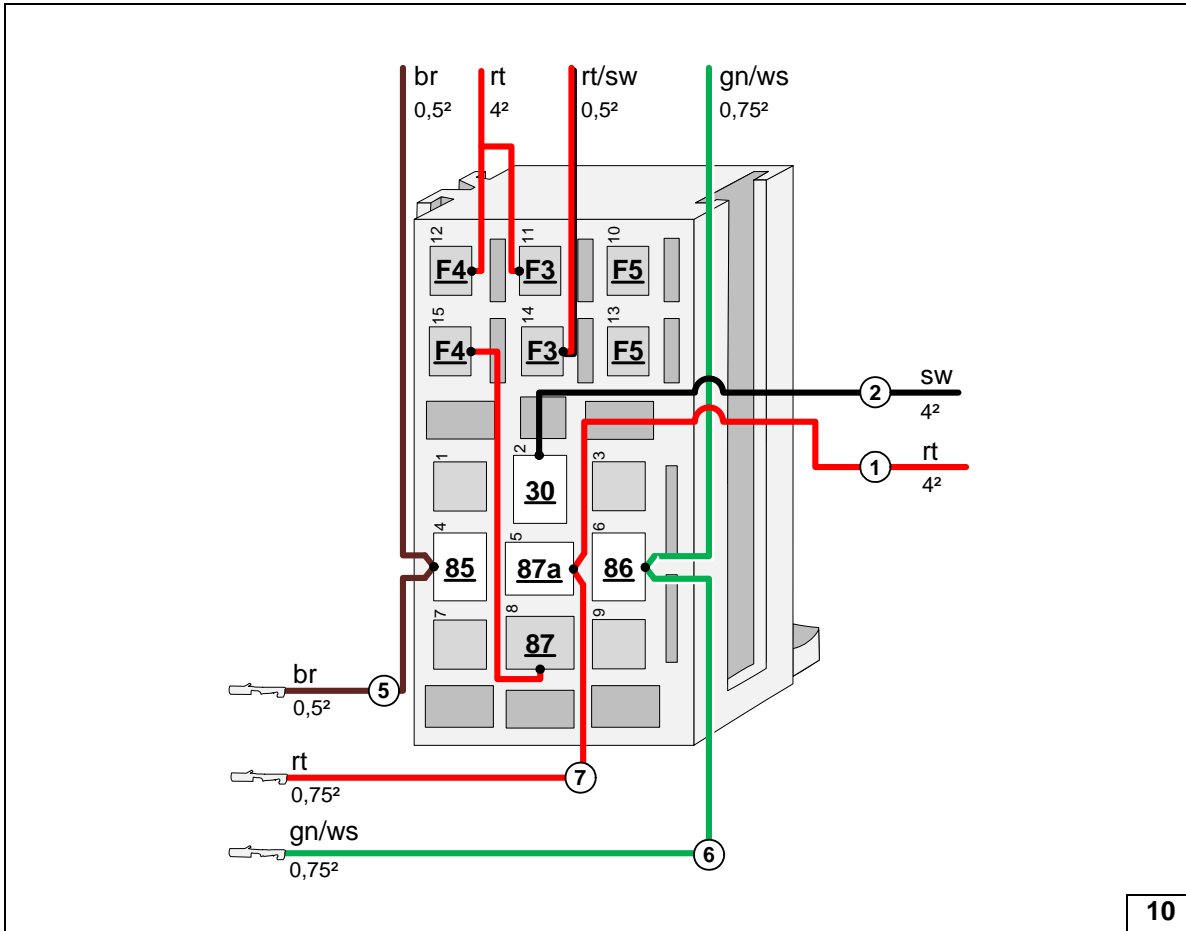 br rt rt/sw gn/ws
0,5² 4² 0,5² 0,75²
12 11 10
F4 F3 F5
15 14 13
F4 F3 F5
2 sw
4²
1 rt
4²
1 2 3
30
4 5 6
85 87a 86
7 8 9
87
br
0,5²
5
rt
0,75²
7
gn/ws
0,75²
6
10